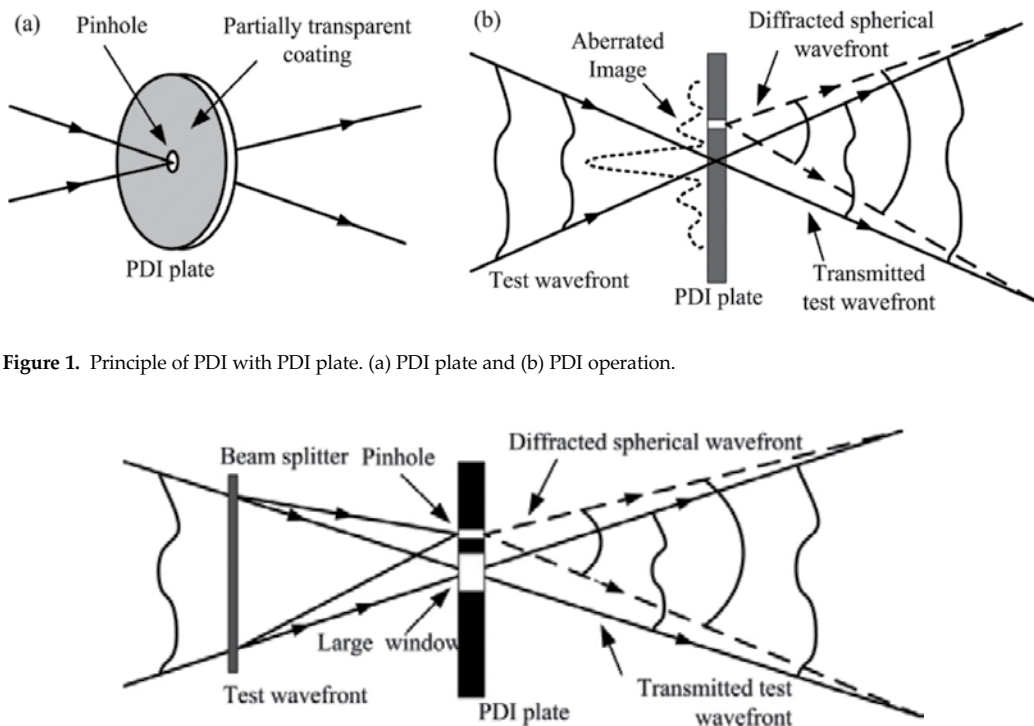 (a)
Pinhole
Partially transparent
coating
PDI plate
(b)
Aberrated
Image
Diffracted spherical
wavefront
Test wavefront
PDI plate
Transmitted
test wavefront
Figure 1. Principle of PDI with PDI plate. (a) PDI plate and (b) PDI operation.
Beam splitter
Pinhole
Diffracted spherical wavefront
Large window
Test wavefront
PDI plate
Transmitted test
wavefront